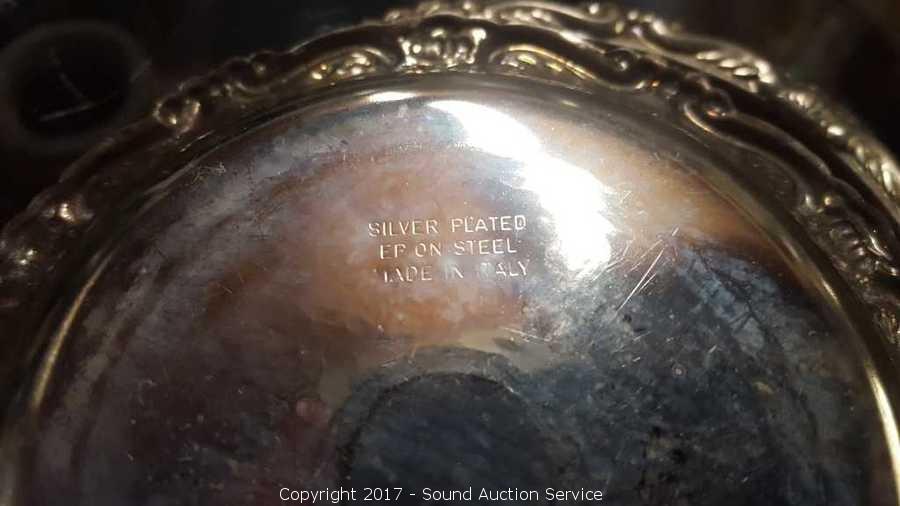 SILVER PLATED
EP ON STEEL
MADE IN ITALY
Copyright 2017 - Sound Auction Service